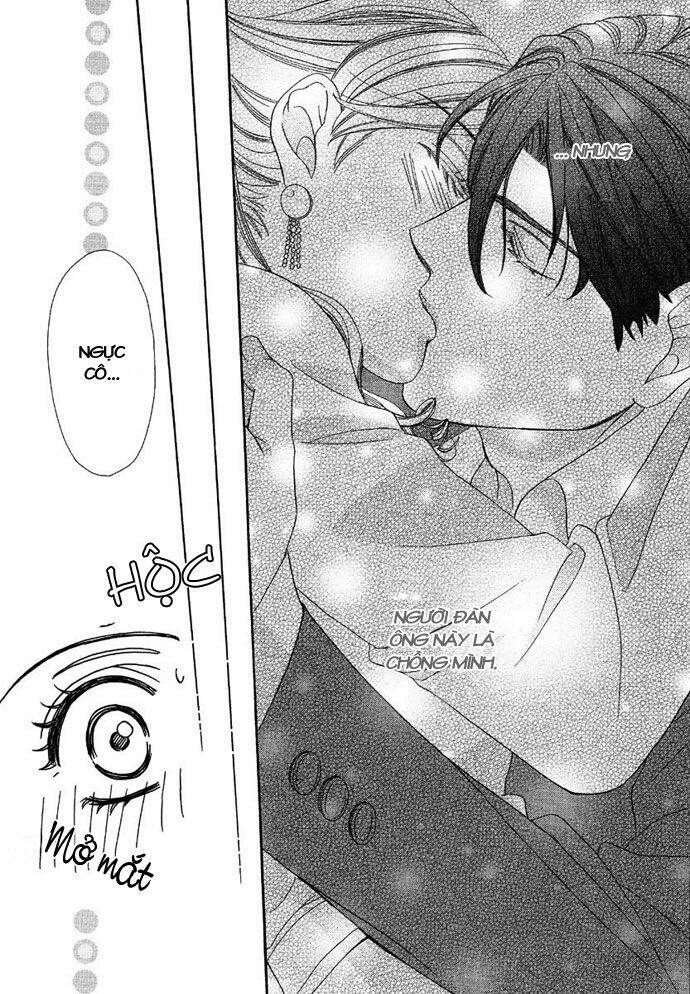 ... NHƯNG
NGƯỜI ĐÀN
ÔNG NÀY LÀ
CHỒNG MÌNH.
NGỰC
CÔ...
HỘC
Mở mắt